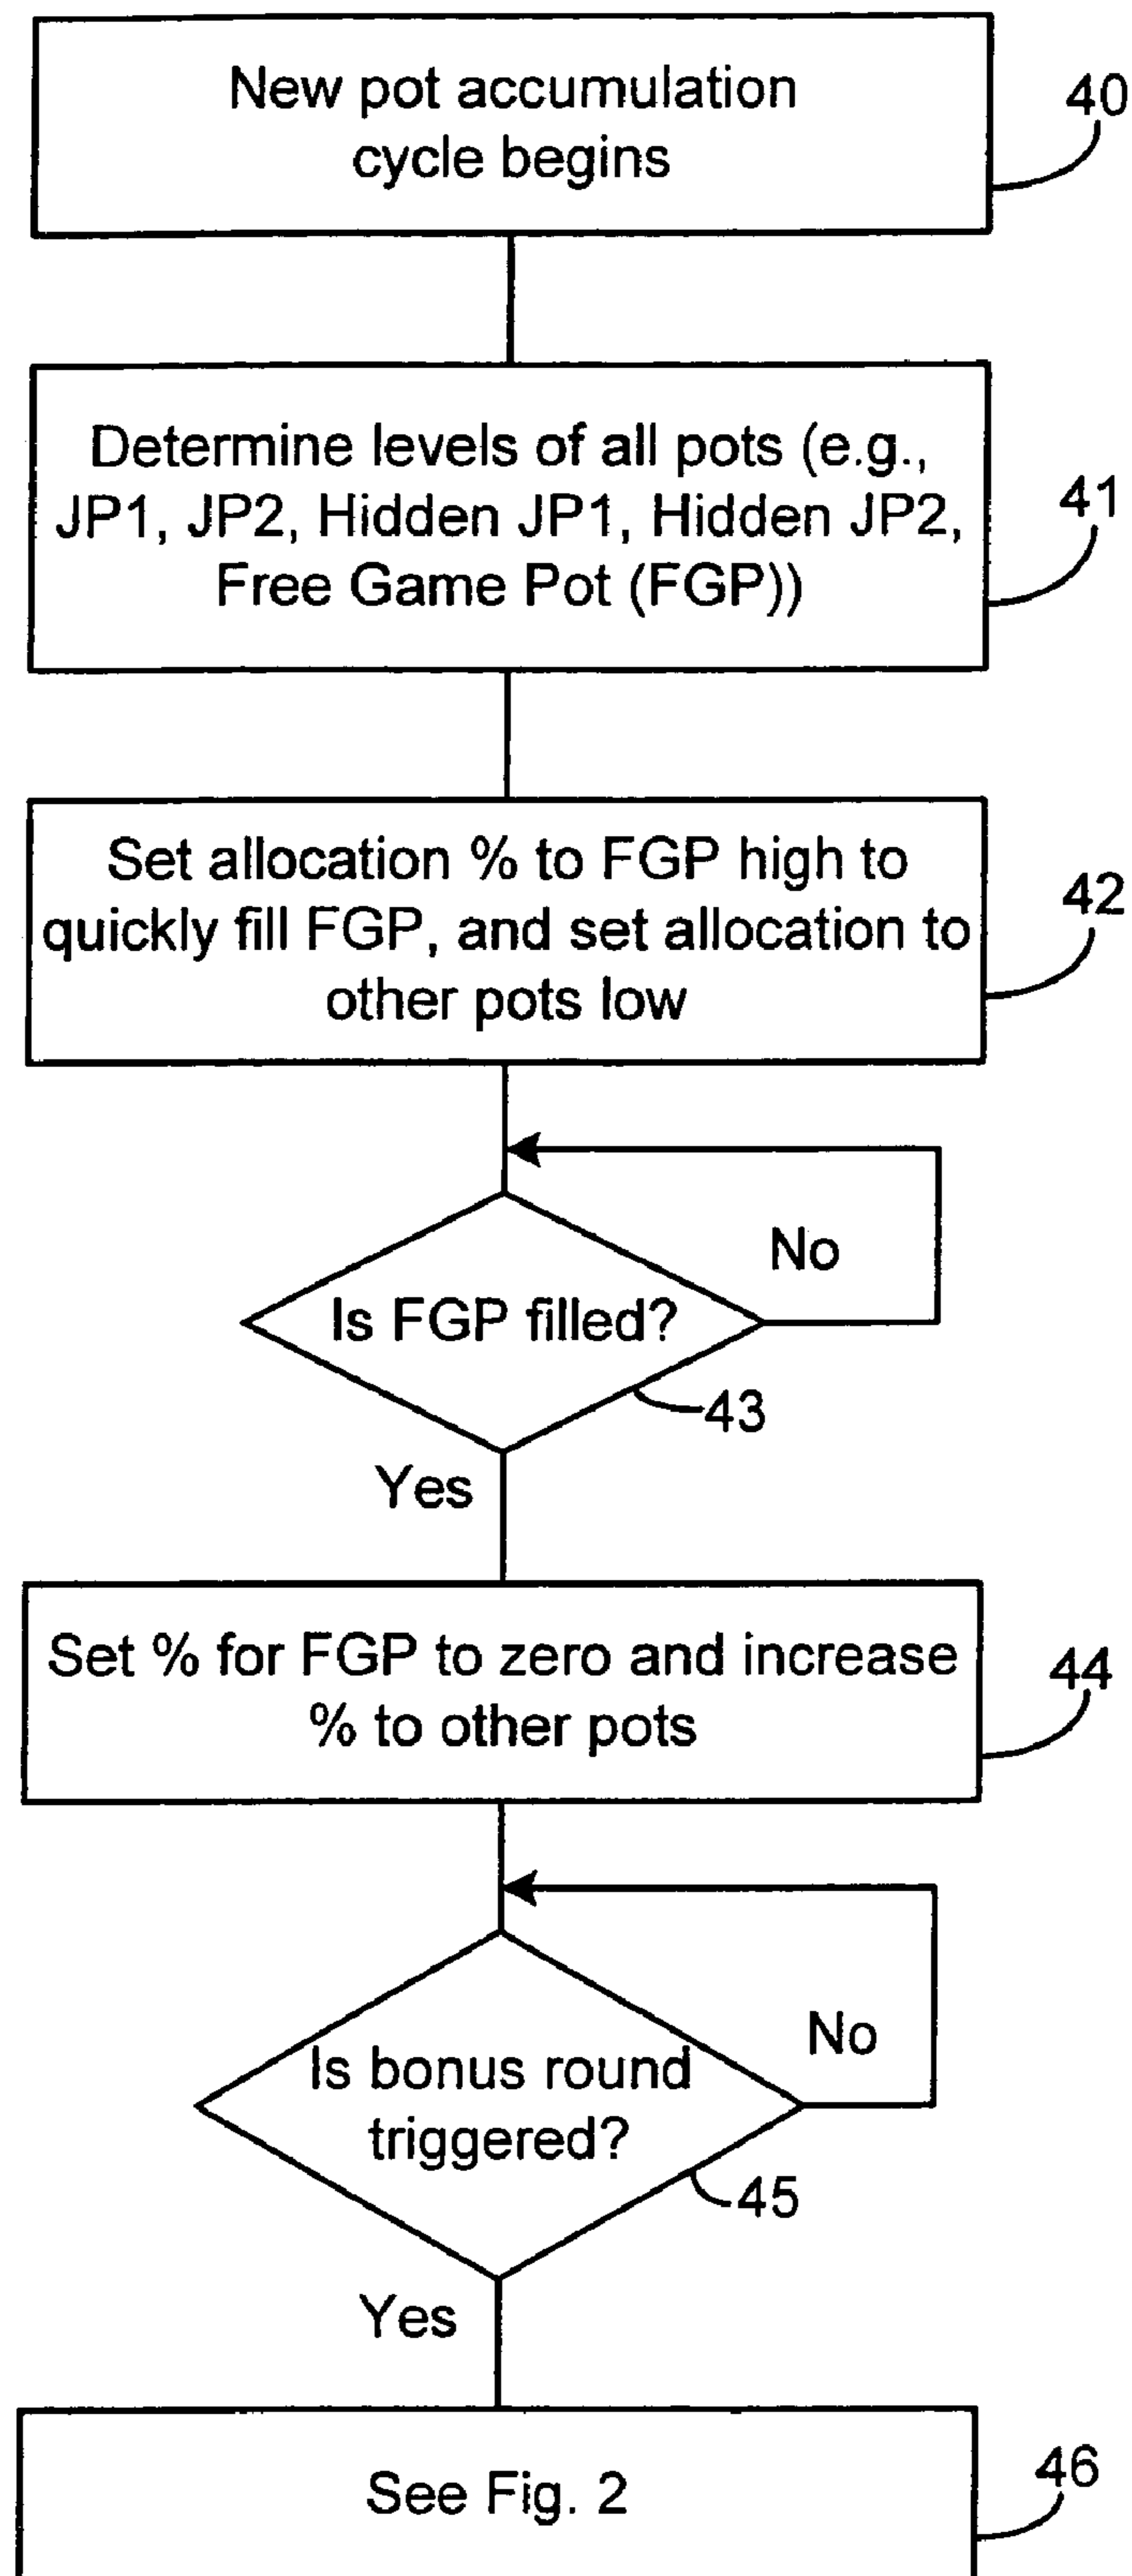 New pot accumulation
cycle begins
40
Determine levels of all pots (e.g.,
JP1, JP2, Hidden JP1, Hidden JP2,
Free Game Pot (FGP))
41
Set allocation % to FGP high to
quickly fill FGP, and set allocation to
other pots low
42
No
Is FGP filled?
43
Yes
Set % for FGP to zero and increase
% to other pots
44
No
Is bonus round
triggered?
45
Yes
See Fig. 2
46